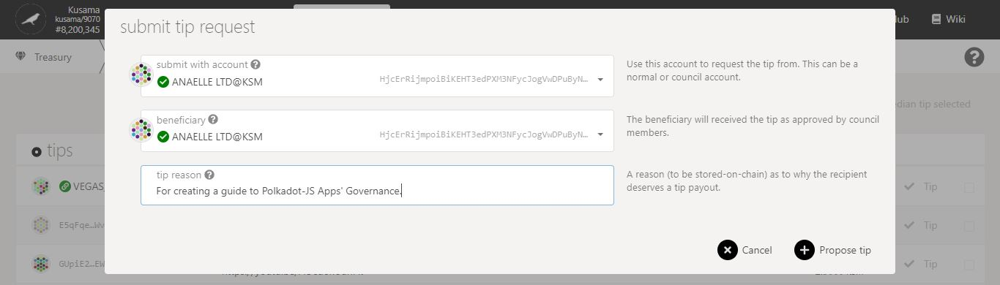 Kusama
kusama/9070
#8,200,345
Wiki
Treasury
submit tip request
submit with account
ANAELLE LTD@KSM
HjcErRijmpoiBiKEHT3edPXM3NFycJogVwDPuByN…
Use this account to request the tip from. This can be a
normal or council account.
beneficiary
ANAELLE LTD@KSM
HjcErRijmpoiBiKEHT3edPXM3NFycJogVwDPuByN…
The beneficiary will received the tip as approved by council
members.
tip reason
For creating a guide to Polkadot-JS Apps' Governance.
A reason (to be stored-on-chain) as to why the recipient
deserves a tip payout.
Cancel
Propose tip
tip selected
tips
VEGAS
Tip
E5qFqe…Wv
Tip
GUpiE2…EW
Tip